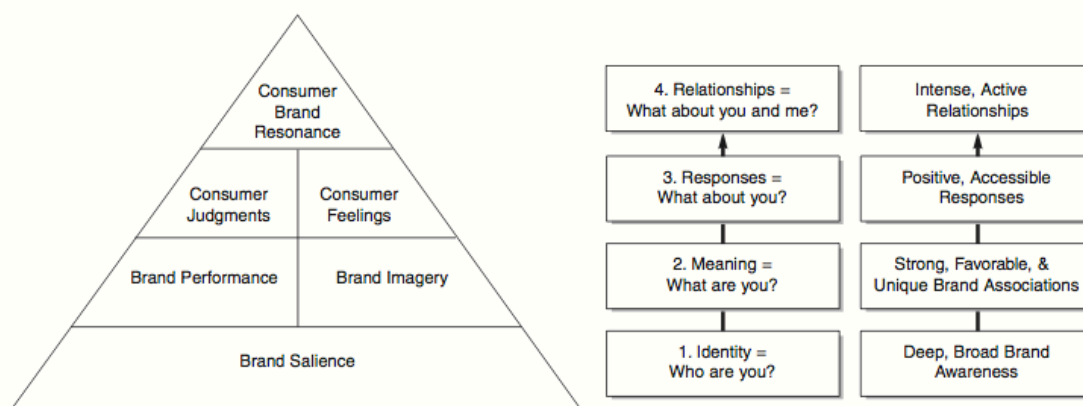 Consumer
Brand
Resonance
Consumer
Judgments
Consumer
Feelings
Brand Performance
Brand Imagery
Brand Salience
4. Relationships =
What about you and me?
Intense, Active
Relationships
3. Responses =
What about you?
Positive, Accessible
Responses
2. Meaning =
What are you?
Strong, Favorable, &
Unique Brand Associations
1. Identity =
Who are you?
Deep, Broad Brand
Awareness